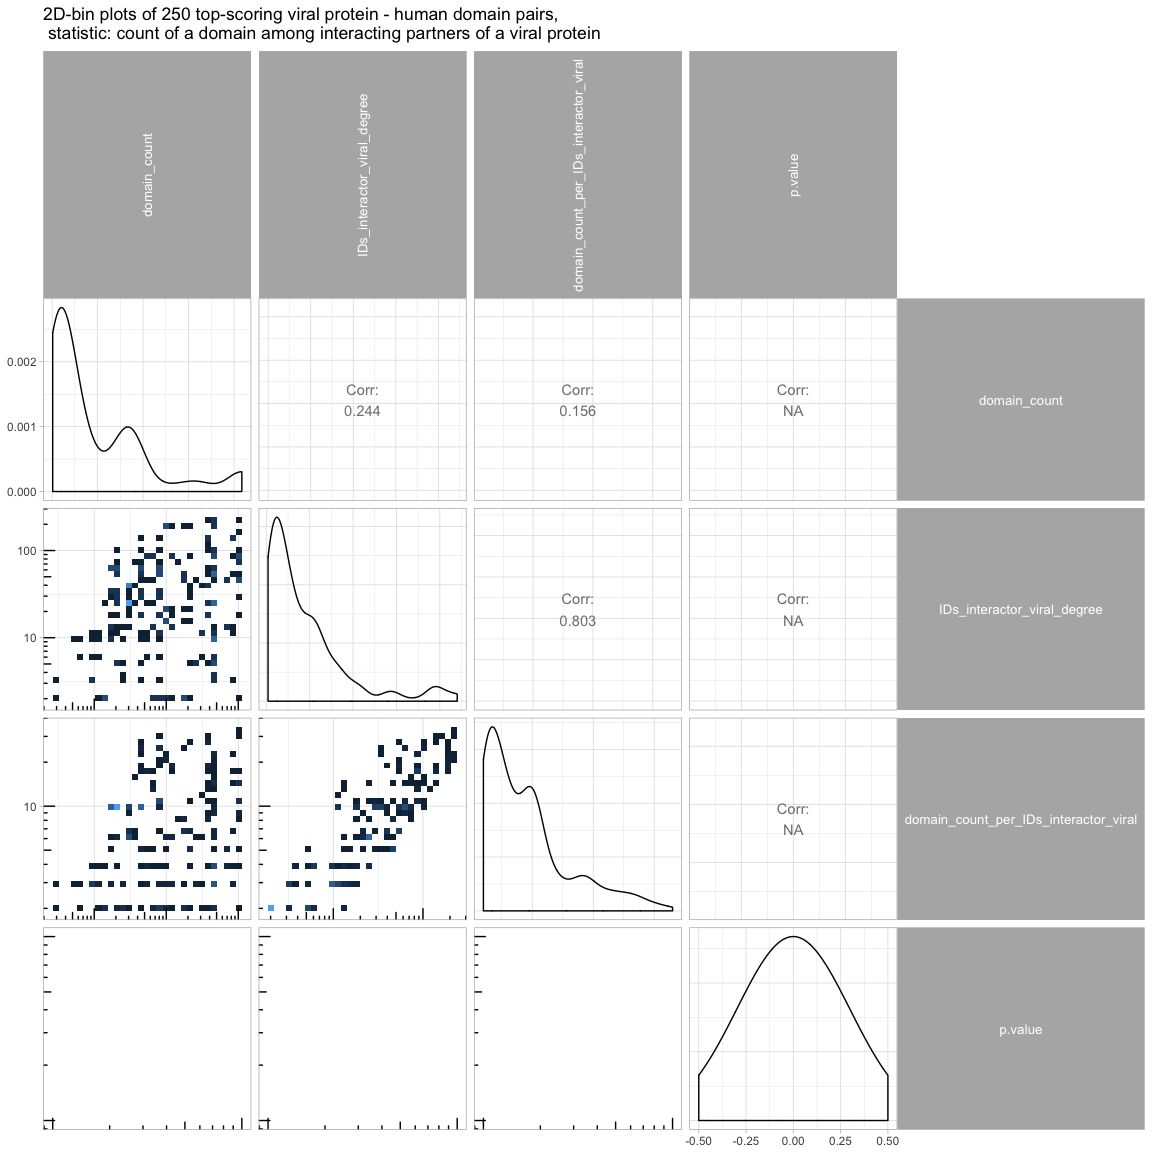 2D-bin plots of 250 top-scoring viral protein - human domain pairs,
statistic: count of a domain among interacting partners of a viral protein
domain_count
IDs_interactor_viral_degree
domain_count_per_IDs_interactor_viral
p.value
0.002
0.001
0.000
Corr:
0.244
Corr:
0.156
Corr:
NA
domain_count
100
10
Corr:
0.803
Corr:
NA
IDs_interactor_viral_degree
10
Corr:
NA
domain_count_per_IDs_interactor_viral
p.value
-0.50
-0.25
0.00
0.25
0.50